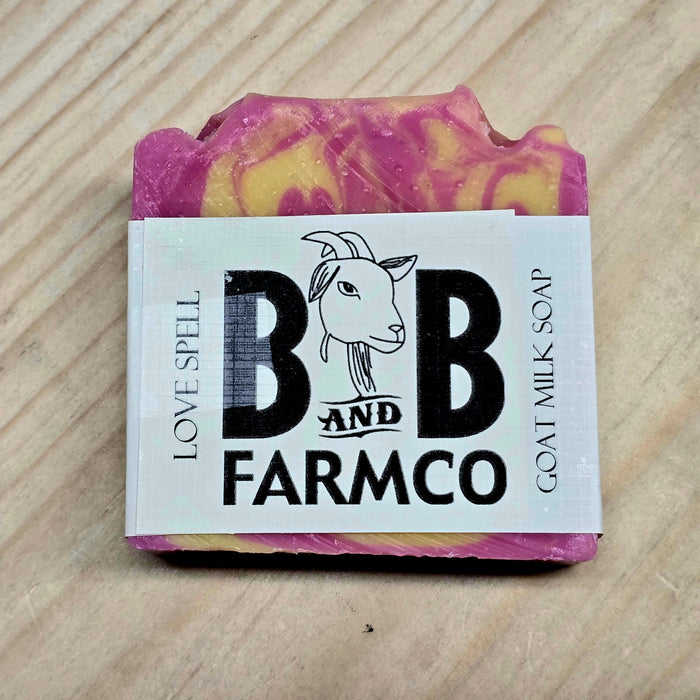 LOVE SPELL
B B
AND
FARMCO
GOAT MILK SOAP